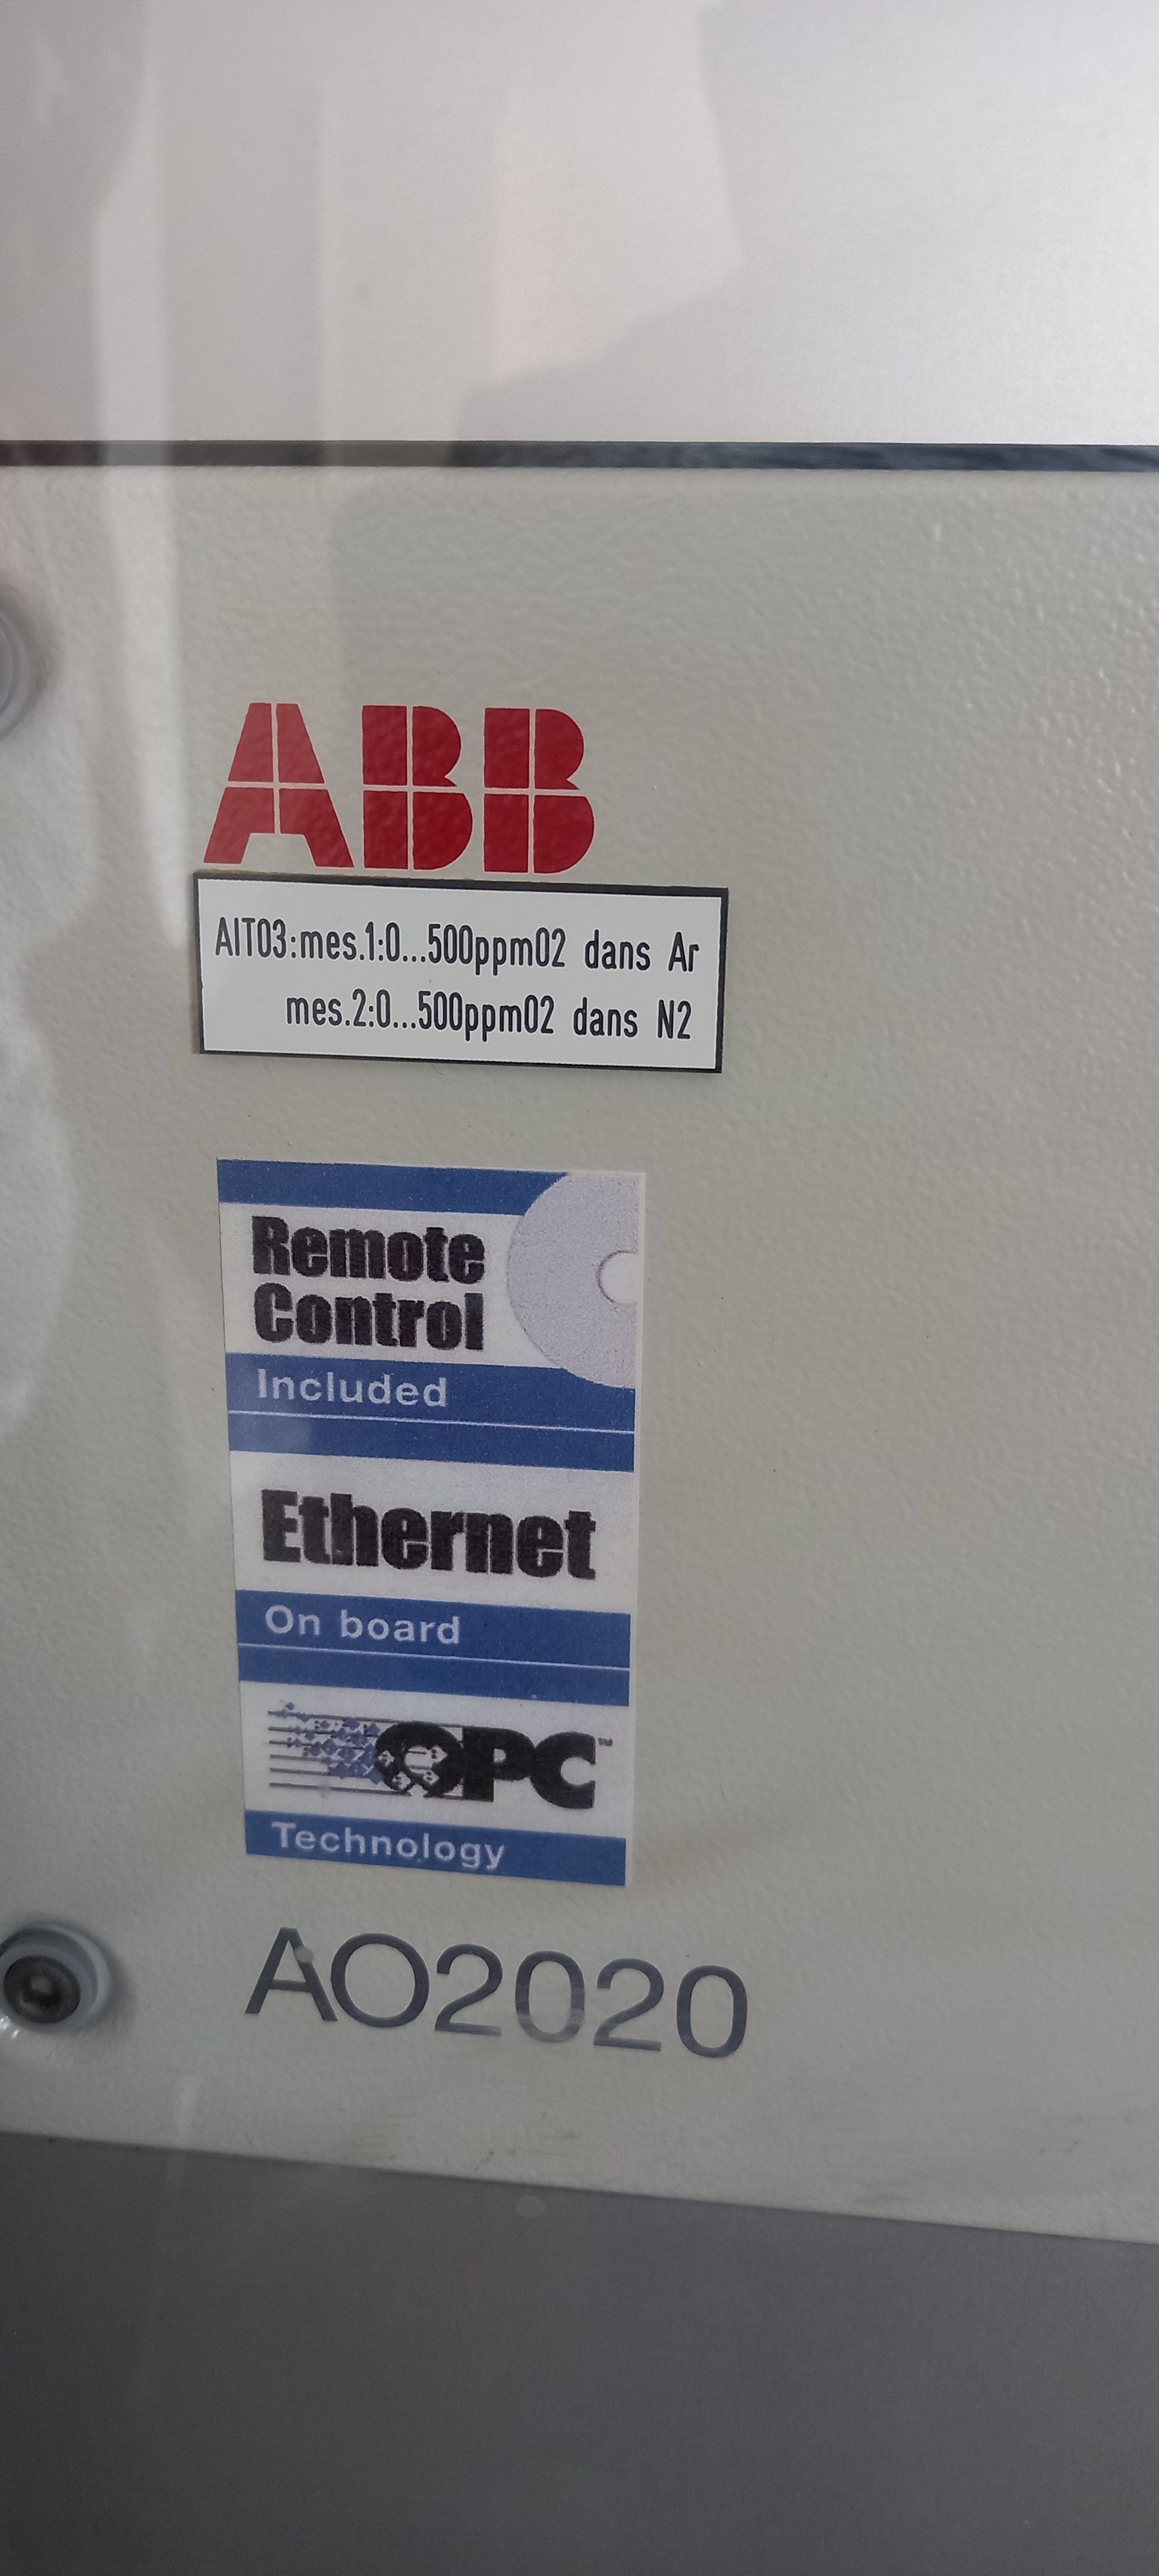 ABB
AIT03:mes.1:0...500ppm02 dans Ar
mes.2:0...500ppm02 dans N2
Remote
Control
Included
Ethernet
On board
OPC™
Technology
AO2020